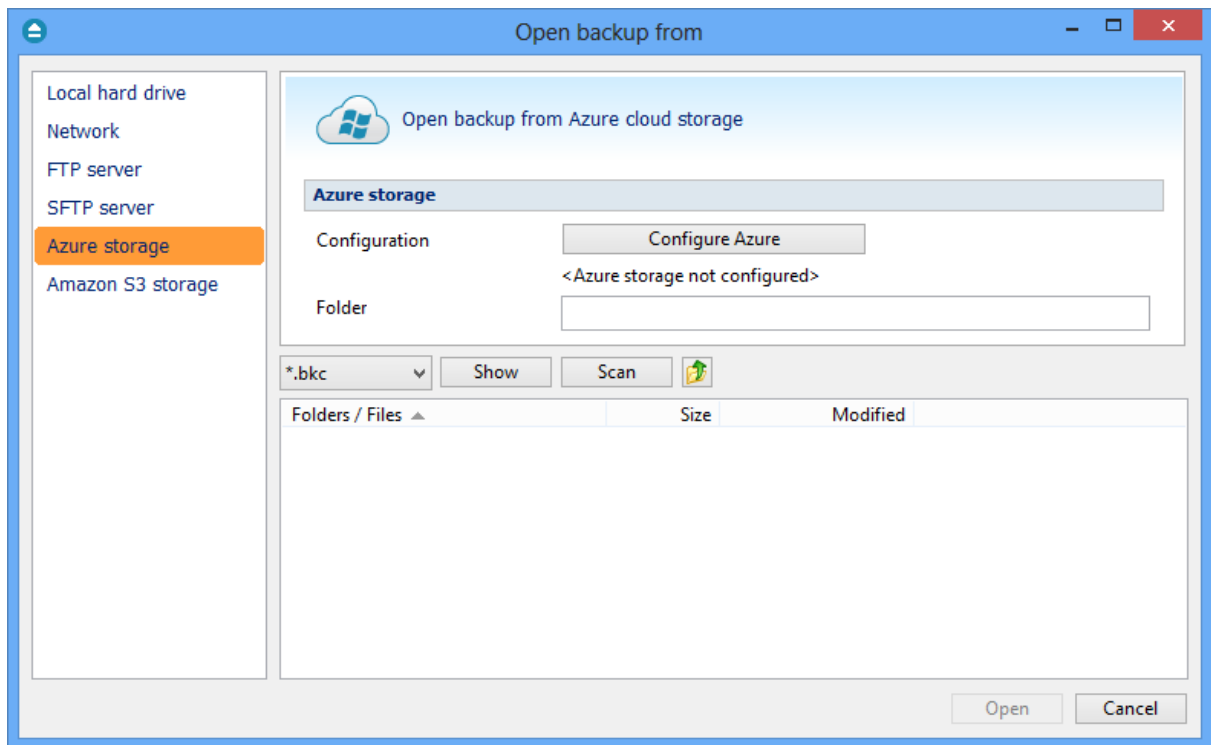 Open backup from
Local hard drive
Network
FTP server
SFTP server
Azure storage
Amazon S3 storage
Open backup from Azure cloud storage
Azure storage
Configuration
Configure Azure
<Azure storage not configured>
Folder
*.bkc
Show
Scan
Folders / Files
Size
Modified
Open
Cancel